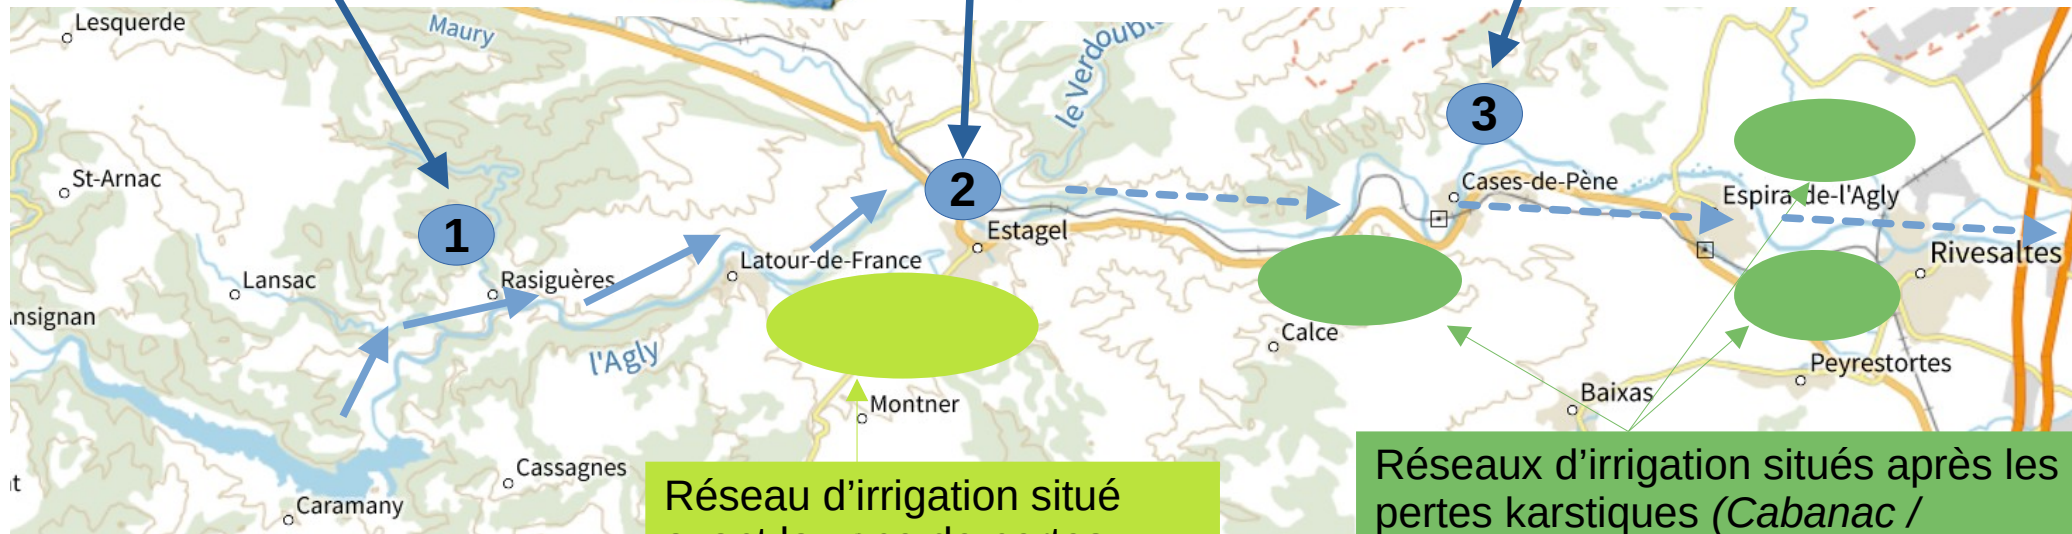 Lesquerde
Maury
le Verdouble
3
St-Arnac
1
2
Cases-de-Pène
Espira-de-l'Agly
Estagel
Latour-de-France
Rivesaltes
Lansac
Rasiguères
Ansignan
l'Agly
Calce
Peyrestortes
Baixas
Montner
Cassagnes
Caramany
Réseau d’irrigation situé
Réseaux d’irrigation situés après les
pertes karstiques (Cabanac /